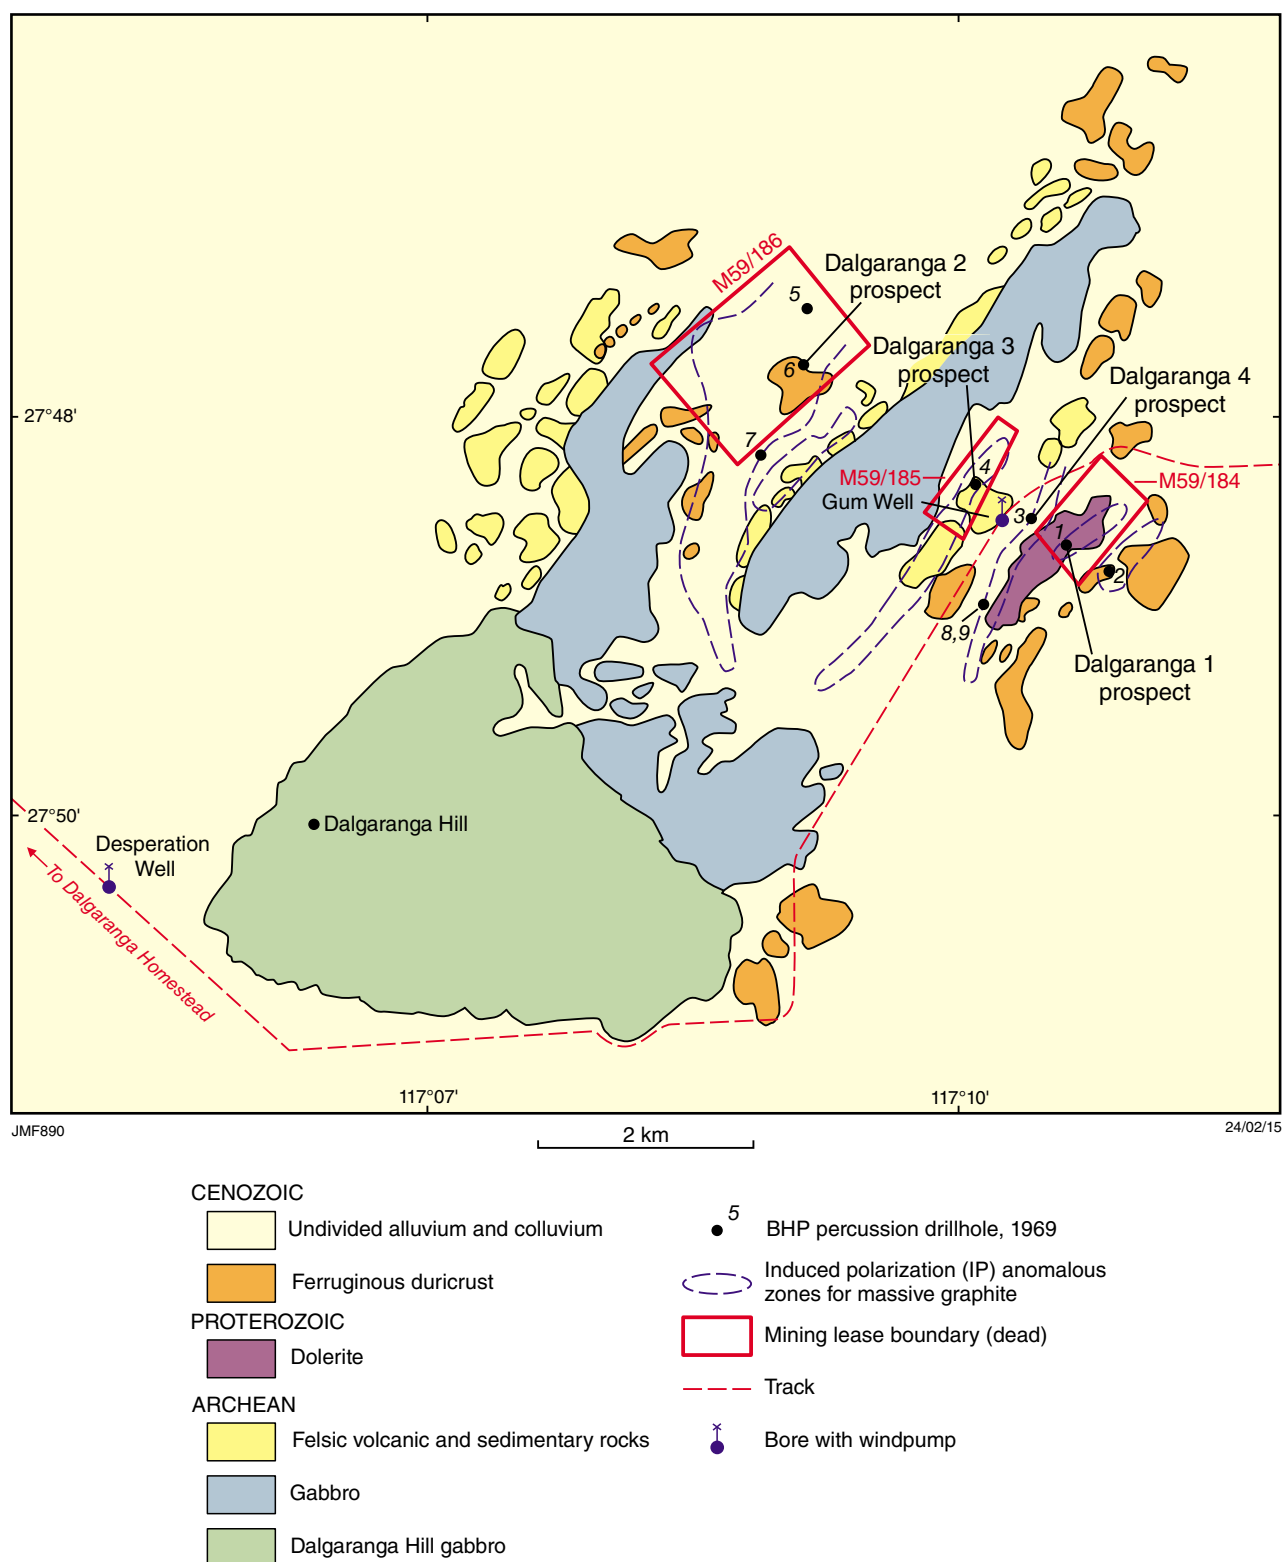 M59/186
Dalgaranga 2
prospect
5
6
7
Dalgaranga 3
prospect
Dalgaranga 4
prospect
27°48'
4
M59/185
Gum Well
3
M59/184
1
2
8,9
Dalgaranga 1
prospect
27°50'
Dalgaranga Hill
Desperation
Well
To Dalgaranga Homestead
117°07'
117°10'
JMF890
24/02/15
2 km
CENOZOIC
Undivided alluvium and colluvium
Ferruginous duricrust
PROTEROZOIC
Dolerite
ARCHEAN
Felsic volcanic and sedimentary rocks
Gabbro
Dalgaranga Hill gabbro
5
BHP percussion drillhole, 1969
Induced polarization (IP) anomalous
zones for massive graphite
Mining lease boundary (dead)
Track
Bore with windpump